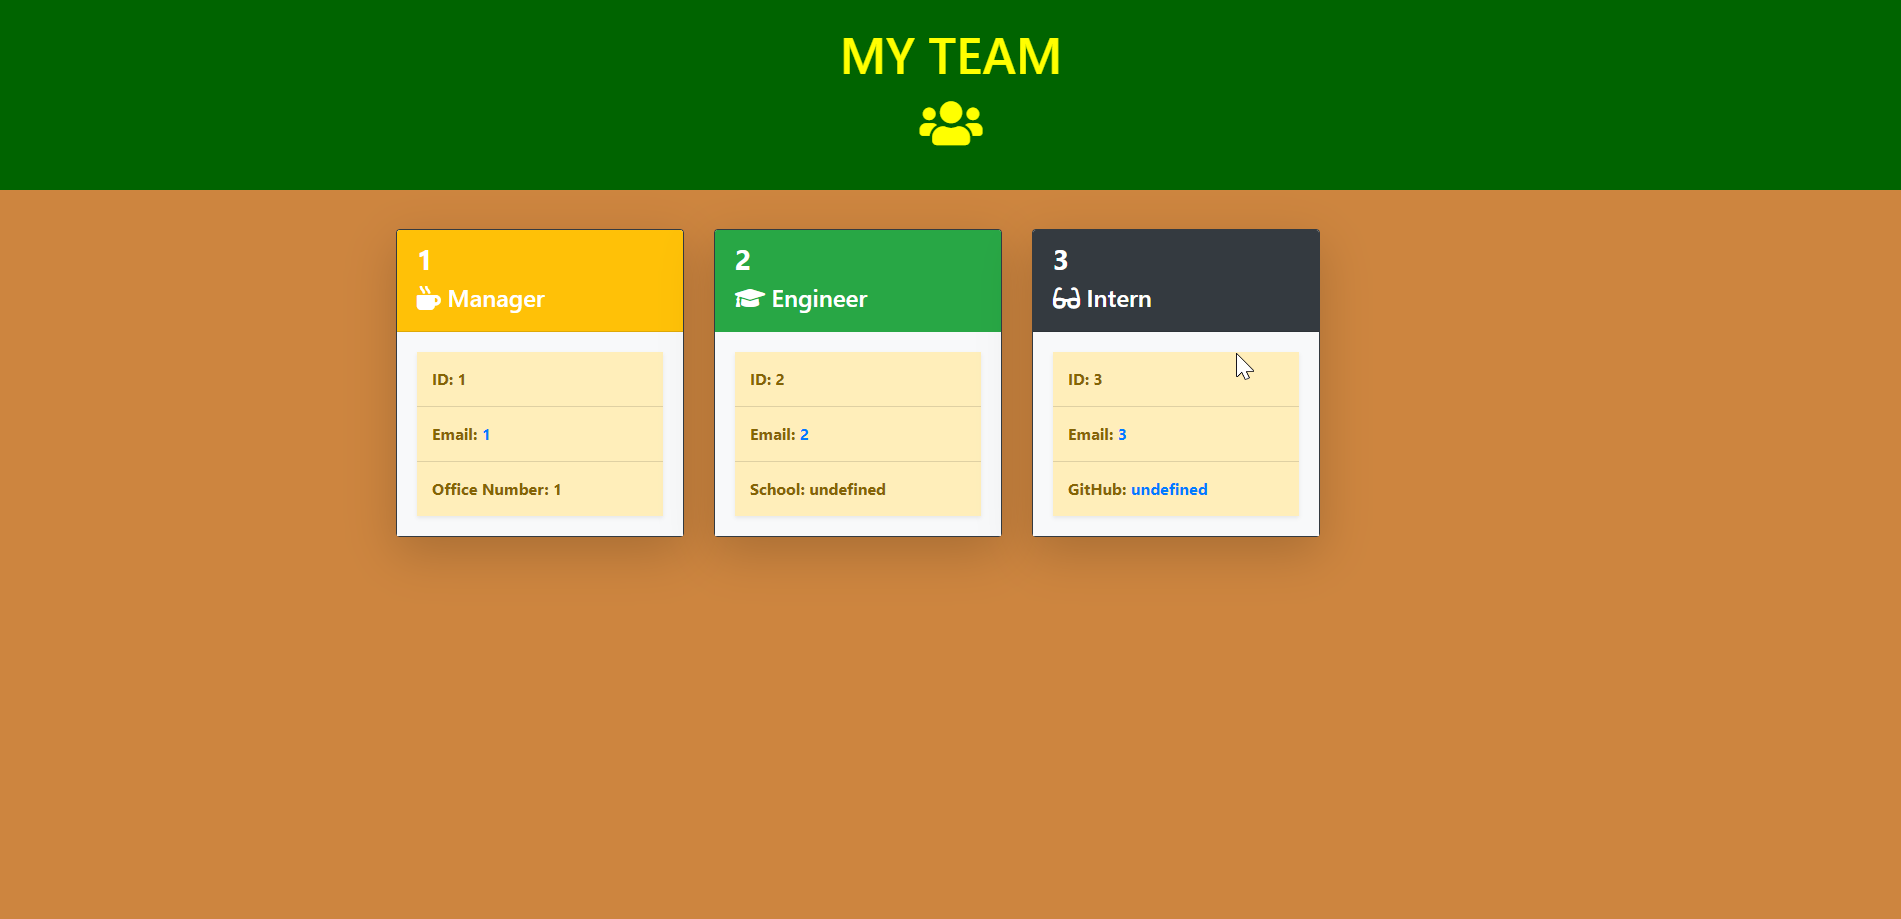 MY TEAM
1
Manager
ID: 1
Email: 1
Office Number: 1
2
Engineer
ID: 2
Email: 2
School: undefined
3
Intern
ID: 3
Email: 3
GitHub: undefined